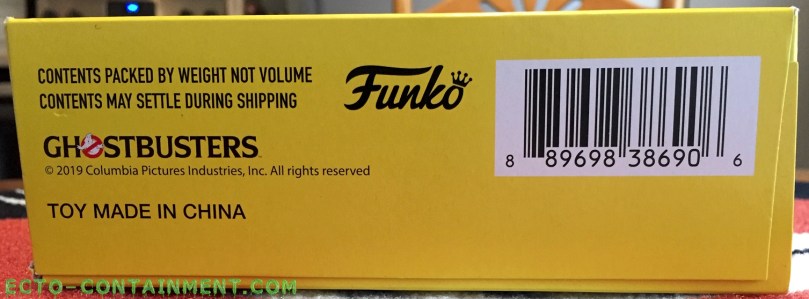 CONTENTS PACKED BY WEIGHT NOT VOLUME
CONTENTS MAY SETTLE DURING SHIPPING
Funko
GHOSTBUSTERS™
© 2019 Columbia Pictures Industries, Inc. All rights reserved
TOY MADE IN CHINA
8 89698 38690 6
ECTO-CONTAINMENT.COM